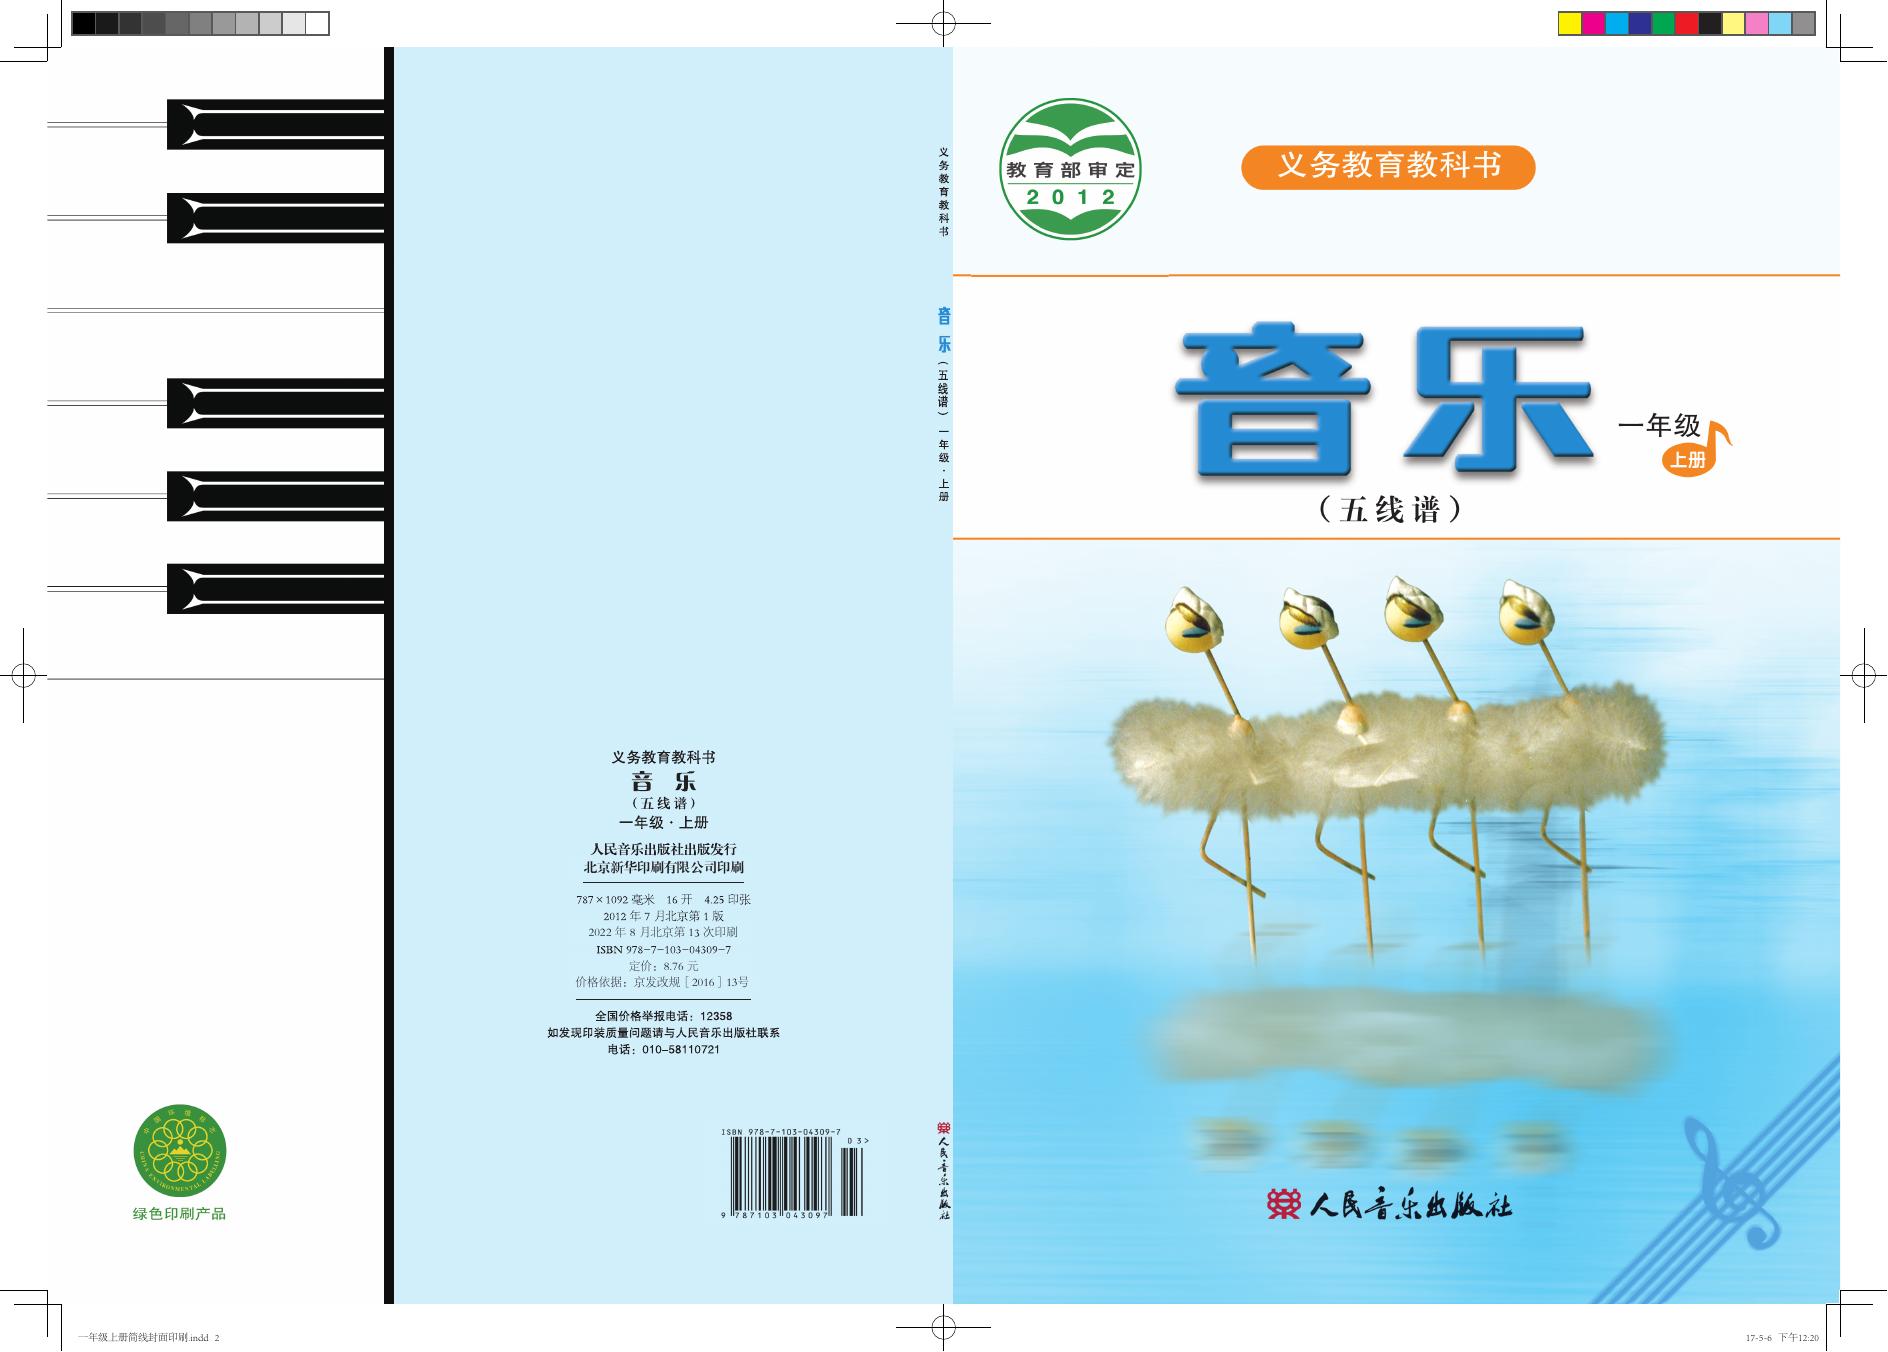 义务教育教科书
音 乐
（五线谱）
一年级·上册
人民音乐出版社出版发行
北京新华印刷有限公司印刷
787×1092 毫米 16 开 4.25 印张
2012 年 7 月北京第 1 版
2022 年 8 月北京第 13 次印刷
ISBN 978-7-103-04309-7
定价：8.76 元
价格依据：京发改规［2016］13号
全国价格举报电话：12358
如发现印装质量问题请与人民音乐出版社联系
电话：010-58110721
中国环境标志
CHINA ENVIRONMENTAL LABELLING
绿色印刷产品
ISBN 978-7-103-04309-7
03>
9 787103 043097
义务教育教科书
音乐（五线谱）一年级·上册
人民音乐出版社
教育部审定
2012
义务教育教科书
音乐
一年级
上册
（五线谱）
人民音乐出版社
一年级上册简线封面印刷.indd 2
17-5-6 下午12:20